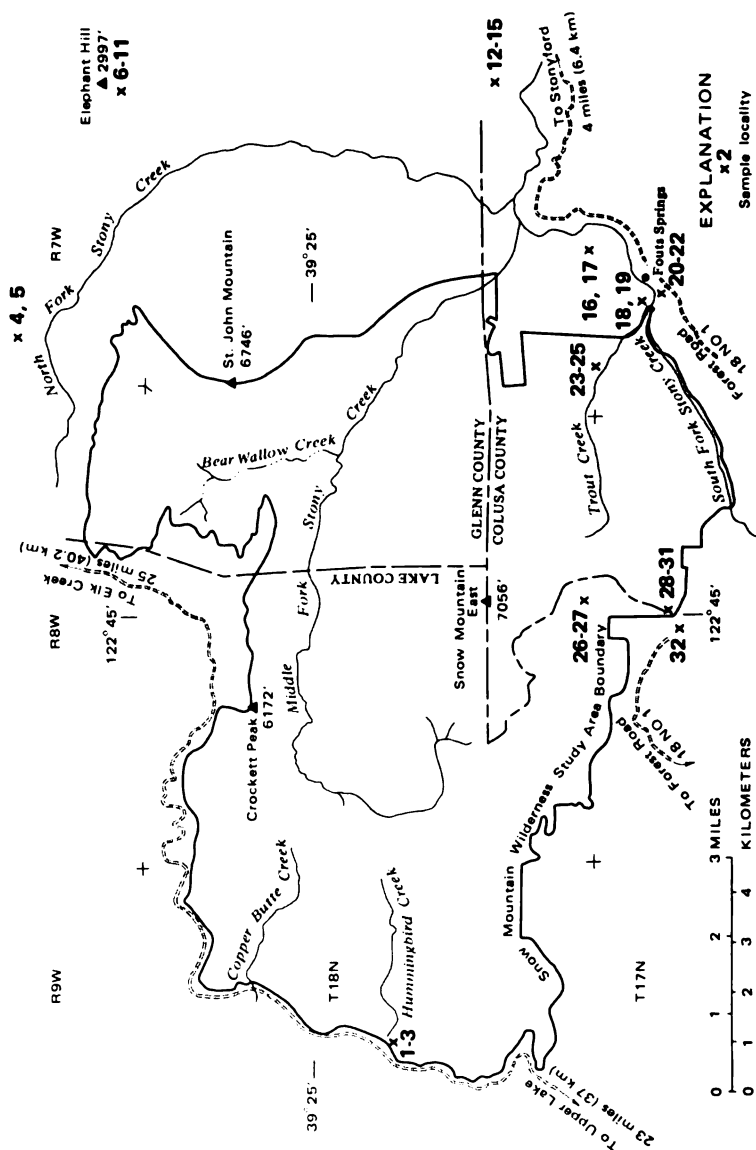 R9W
R8W
R7W
Elephant Hill
▲ 2997'
x 6-11
x 4, 5
North Fork Stony Creek
To Elk Creek
25 miles (40.2 km)
122° 45'
St. John Mountain
6746'
Crockett Peak
6172'
Copper Butte Creek
Bear Wallow Creek
39° 25'
T18N
39° 25'
Hummingbird Creek
1-3
Middle Fork Stony Creek
LAKE COUNTY
GLENN COUNTY
COLUSA COUNTY
Snow Mountain
East
7056'
x 12-15
To Stonyford
4 miles (6.4 km)
To Upper Lake
23 miles (37 km)
Snow Mountain Wilderness Study Area Boundary
26-27 x
Trout Creek
23-25
16, 17 x
18, 19
Fouts Springs
20-22
Forest Road
18 NO 1
South Fork Stony Creek
T17N
To Forest Road
18 NO 1
32 x
28-31
122° 45'
EXPLANATION
x 2
Sample locality
0 1 2 3 MILES
0 1 2 3 4 KILOMETERS